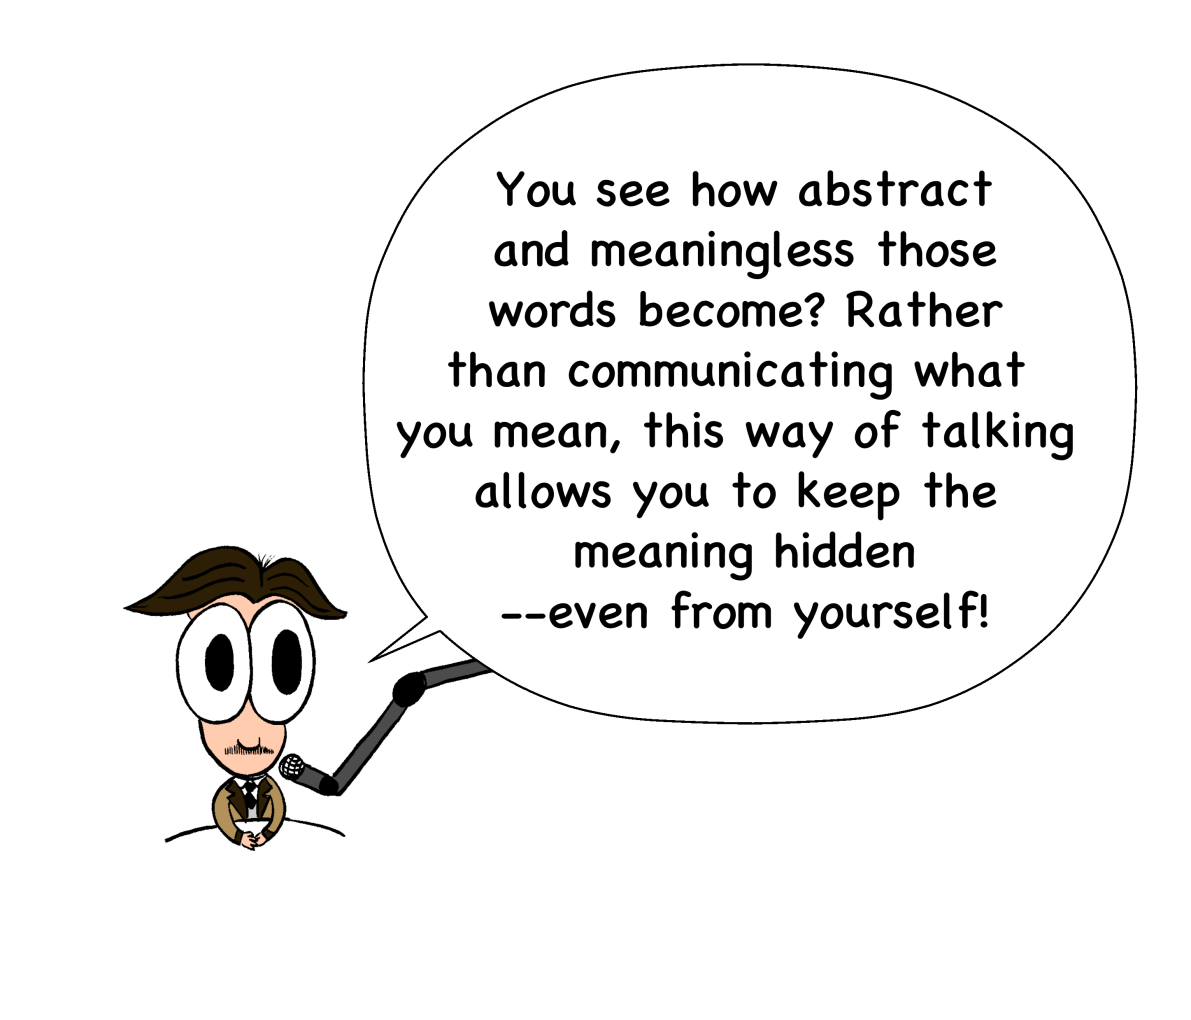 You see how abstract
and meaningless those
words become? Rather
than communicating what
you mean, this way of talking
allows you to keep the
meaning hidden
--even from yourself!